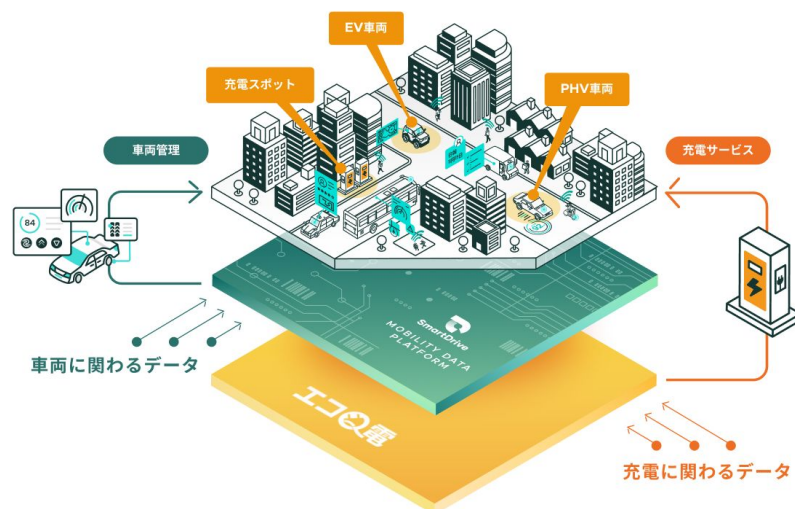 EV車両
充電スポット
PHV車両
車両管理
充電サービス
84
SmartDrive
MOBILITY DATA
PLATFORM
車両に関わるデータ
エコQ電
充電に関わるデータ